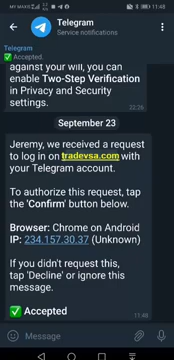 MY MAXIS
11:48
Telegram
Service notifications
Telegram
✅ Accepted
against your will, you can
enable Two-Step Verification
in Privacy and Security
settings.
22:26
September 23
Jeremy, we received a request
to log in on tradevsa.com with
your Telegram account.
To authorize this request, tap
the 'Confirm' button below.
Browser: Chrome on Android
IP: 234.157.30.37 (Unknown)
If you didn't request this,
tap 'Decline' or ignore this
message.
✅ Accepted
11:48
Message